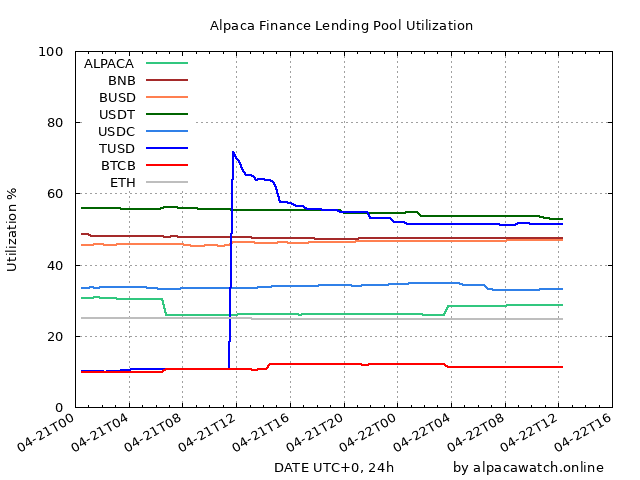 Alpaca Finance Lending Pool Utilization
100
80
60
40
20
0
Utilization %
ALPACA
BNB
BUSD
USDT
USDC
TUSD
BTCB
ETH
04-21T00
04-21T04
04-21T08
04-21T12
04-21T16
04-21T20
04-22T00
04-22T04
04-22T08
04-22T12
04-22T16
DATE UTC+0, 24h
by alpacawatch.online